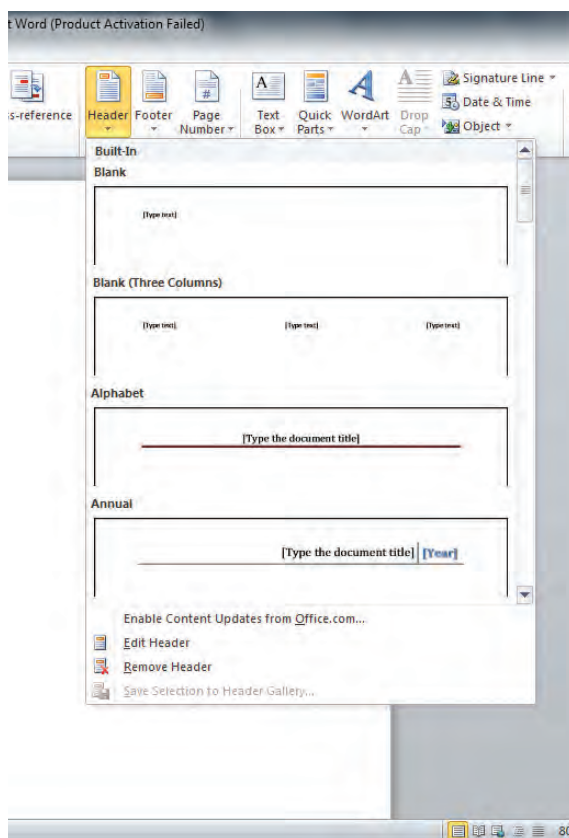 t Word (Product Activation Failed)
s-reference
Header
Footer
Page
Number
Text
Box
Quick
Parts
WordArt
Drop
Cap
Signature Line
Date & Time
Object
Built-In
Blank
[Type text]
Blank (Three Columns)
[Type text] [Type text] [Type text]
Alphabet
[Type the document title]
Annual
[Type the document title] [Year]
Enable Content Updates from Office.com...
Edit Header
Remove Header
Save Selection to Header Gallery...
80